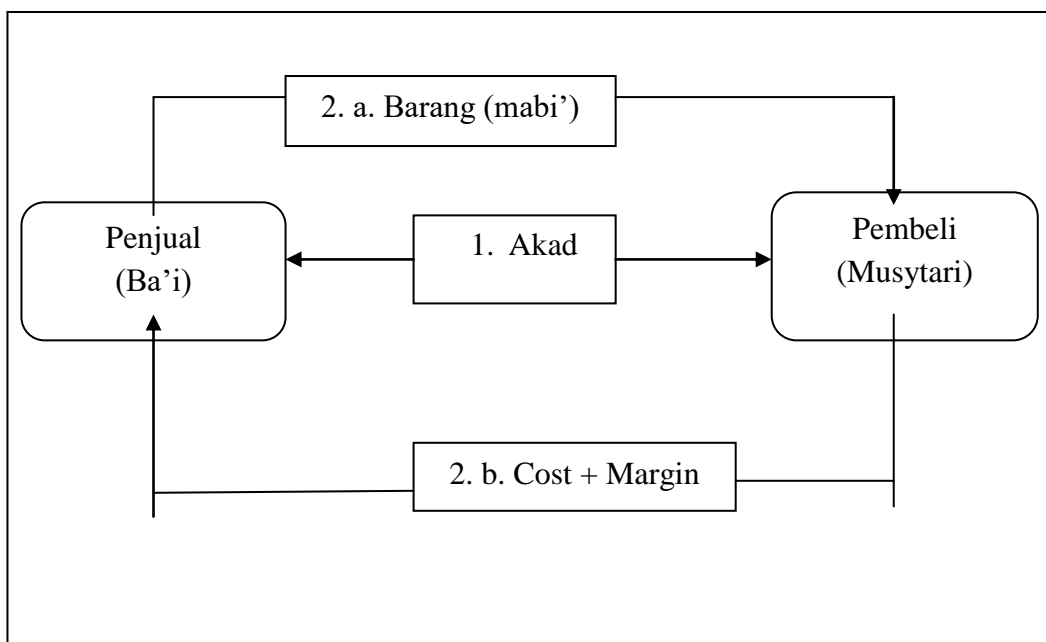 2. a. Barang (mabi’)
Penjual
(Ba’i)
1. Akad
Pembeli
(Musytari)
2. b. Cost + Margin